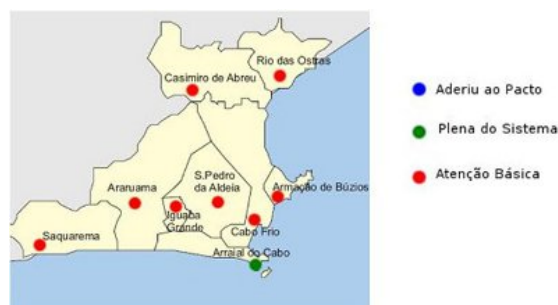 Rio das Ostras
Casimiro de Abreu
S.Pedro
da Aldeia
Armação de Búzios
Araruama
Iguaba
Grande
Cabo Frio
Saquarema
Arraial do Cabo
Aderiu ao Pacto
Plena do Sistema
Atenção Básica